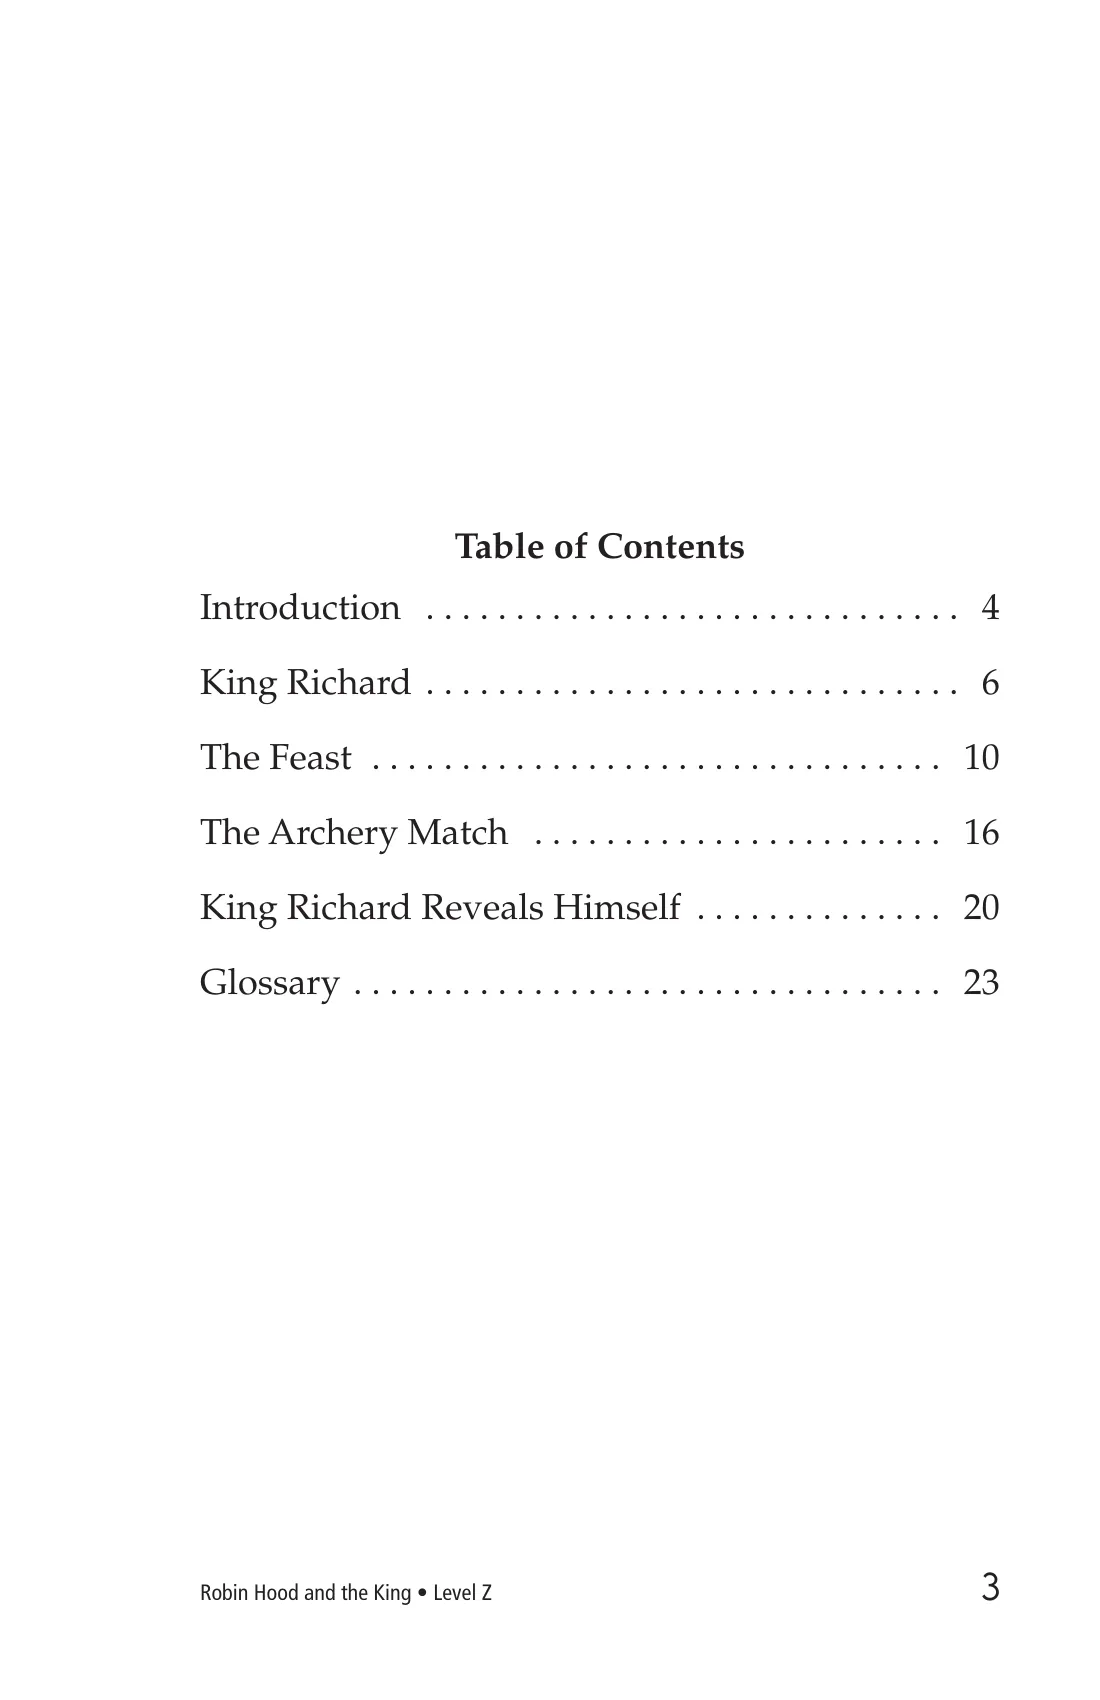 Table of Contents
Introduction . . . . . . . . . . . . . . . . . . . . . . . . . . . . . . 4
King Richard . . . . . . . . . . . . . . . . . . . . . . . . . . . . . . 6
The Feast . . . . . . . . . . . . . . . . . . . . . . . . . . . . . . . . 10
The Archery Match . . . . . . . . . . . . . . . . . . . . . . . 16
King Richard Reveals Himself . . . . . . . . . . . . . . 20
Glossary . . . . . . . . . . . . . . . . . . . . . . . . . . . . . . . . . 23
Robin Hood and the King • Level Z 3